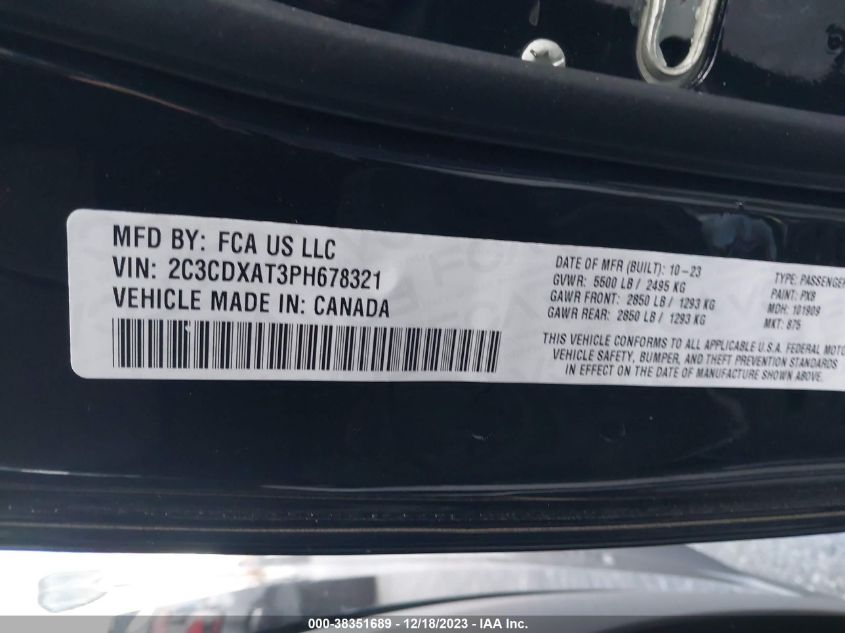 MFD BY: FCA US LLC
VIN: 2C3CDXAT3PH678321
VEHICLE MADE IN: CANADA
DATE OF MFR (BUILT): 10-23
GVWR: 5500 LB / 2495 KG
GAWR FRONT: 2850 LB / 1293 KG
GAWR REAR: 2850 LB / 1293 KG
TYPE: PASSENGER
PAINT: PX8
MDH: 101909
MKT: 875
THIS VEHICLE CONFORMS TO ALL APPLICABLE U.S.A. FEDERAL MOTO
VEHICLE SAFETY, BUMPER, AND THEFT PREVENTION STANDARDS
IN EFFECT ON THE DATE OF MANUFACTURE SHOWN ABOVE.
000-38351689 - 12/18/2023 - IAA Inc.